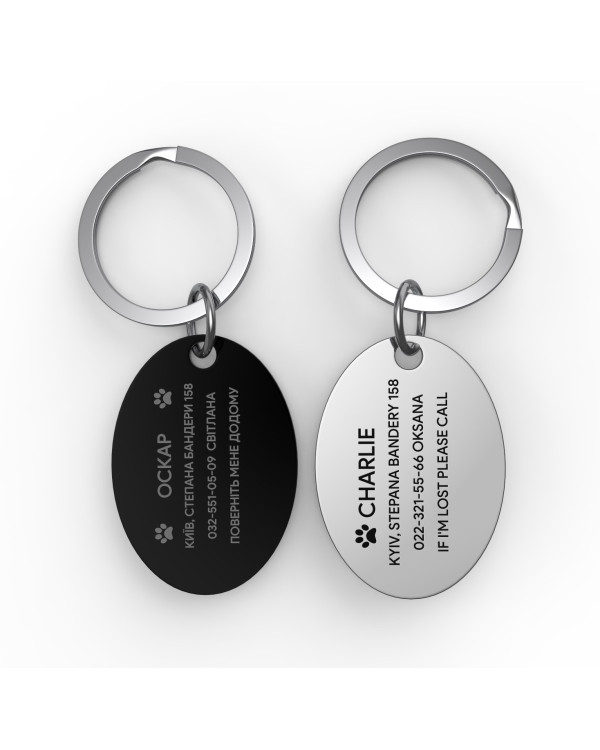 ОСКАР
КИЇВ, СТЕПАНА БАНДЕРИ 158
032-551-05-09 СВІТЛАНА
ПОВЕРНІТЬ МЕНЕ ДОДОМУ
CHARLIE
KYIV, STEPANA BANDERY 158
022-321-55-66 OKSANA
IF I'M LOST PLEASE CALL